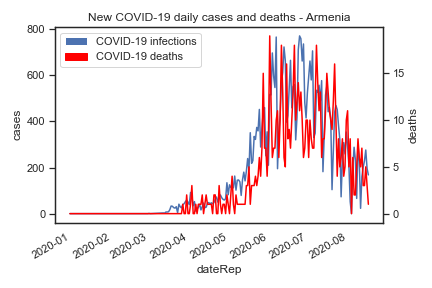 New COVID-19 daily cases and deaths - Armenia
800
600
400
200
0
cases
COVID-19 infections
COVID-19 deaths
15
10
5
0
deaths
2020-01
2020-02
2020-03
2020-04
2020-05
2020-06
2020-07
2020-08
dateRep